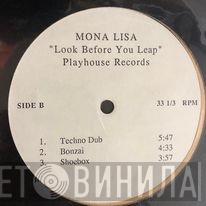 MONA LISA
"Look Before You Leap"
Playhouse Records
SIDE B 33 1/3 RPM
1. Techno Dub 5:47
2. Bonzai 4:33
3. Shoebox 3:57
ВИНИЛА